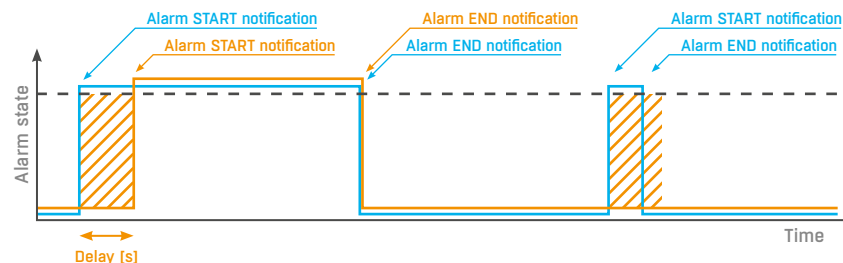 Alarm START notification
Alarm START notification
Alarm END notification
Alarm END notification
Alarm START notification
Alarm END notification
Alarm state
Time
Delay [s]